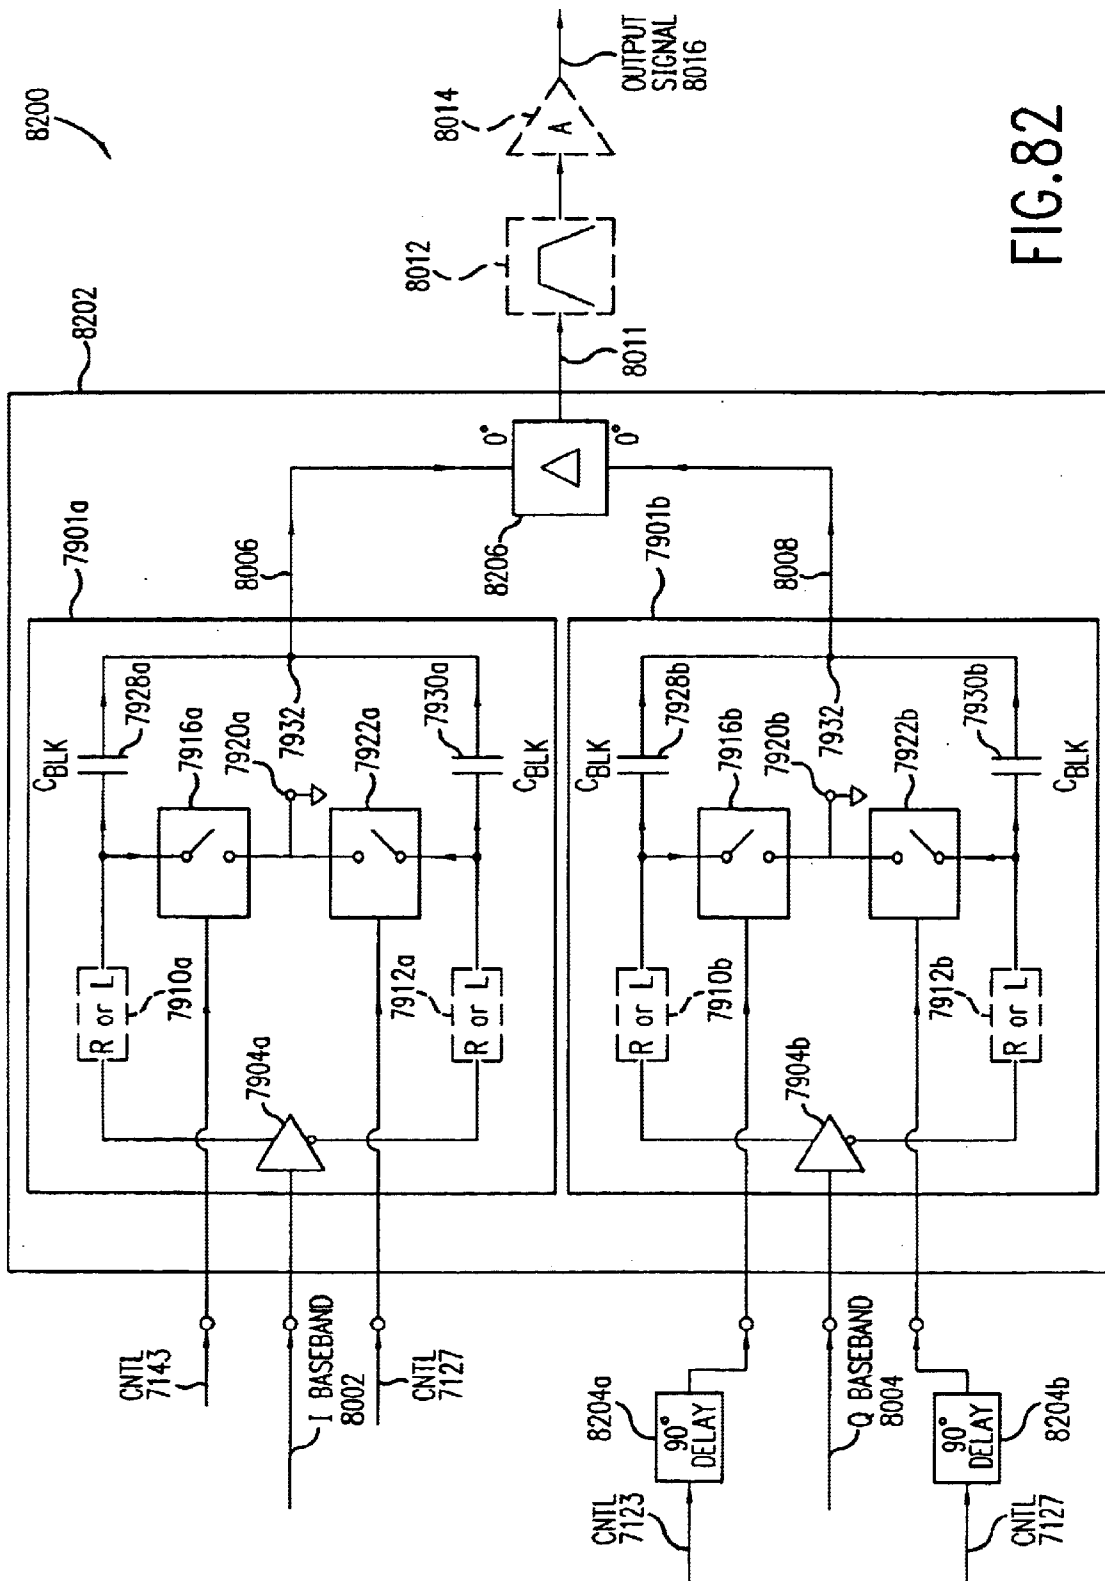 8200
8202
7901a
8006
CBLK
7928a
7916a
7920a
7932
7922a
7930a
CBLK
R or L
7910a
7904a
7912a
R or L
CNTL
7143
I BASEBAND
8002
CNTL
7127
0°
0°
8206
8011
8012
8014
A
OUTPUT
SIGNAL
8016
7901b
8008
CBLK
7928b
7916b
7920b
7932
7922b
7930b
CBLK
R or L
7910b
7904b
7912b
R or L
8204a
90°
DELAY
CNTL
7123
Q BASEBAND
8004
90°
DELAY
8204b
CNTL
7127
FIG.82